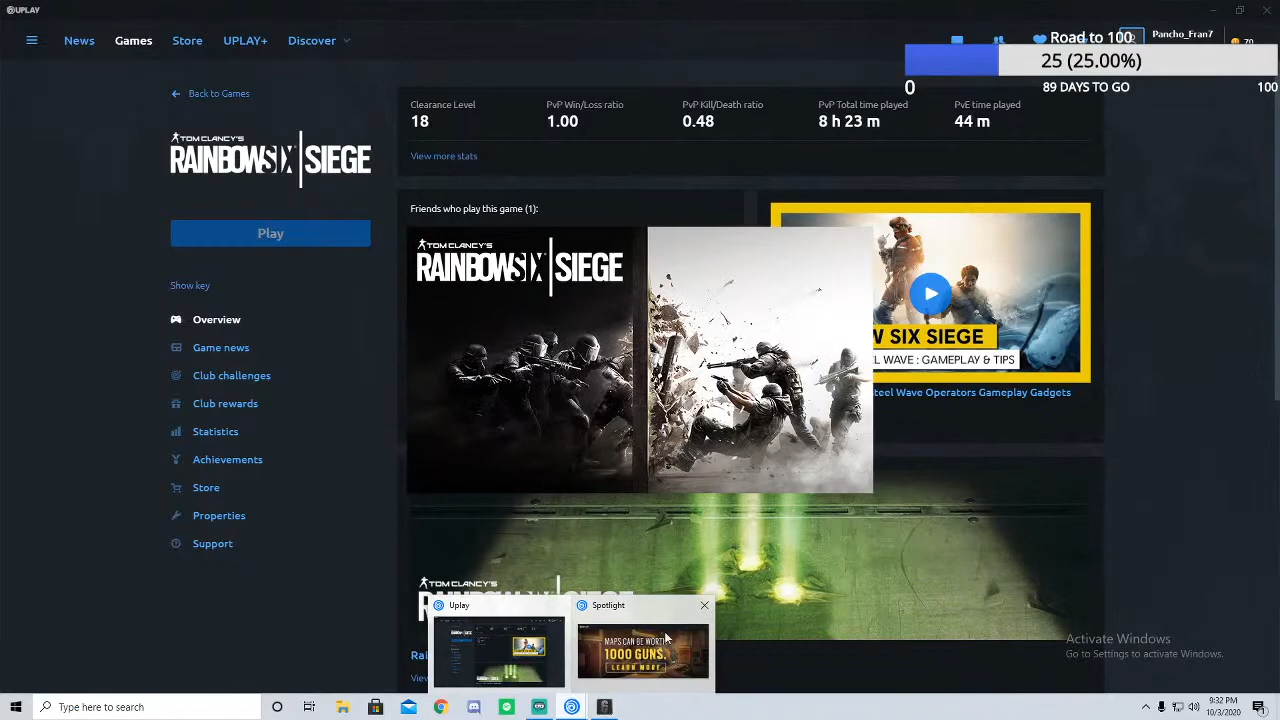 UPLAY
News
Games
Store
UPLAY+
Discover
Pancho_Fran7
70
Road to 100
25 (25.00%)
0
89 DAYS TO GO
100
Back to Games
TOM CLANCY'S
RAINBOWSIX SIEGE
Play
Show key
Overview
Game news
Club challenges
Club rewards
Statistics
Achievements
Store
Properties
Support
Clearance Level
18
PvP Win/Loss ratio
1.00
PvP Kill/Death ratio
0.48
PvP Total time played
8 h 23 m
PvE time played
44 m
View more stats
Friends who play this game (1):
TOM CLANCY'S
RAINBOWSIX SIEGE
W SIX SIEGE
EL WAVE : GAMEPLAY & TIPS
teel Wave Operators Gameplay Gadgets
TOM CLANCY'S
Rai
View
Uplay
Spotlight
MAPS CAN BE WORTH
1000 GUNS.
LEARN MORE
Activate Windows
Go to Settings to activate Windows.
Type here to search
9:32 PM
10/3/2020